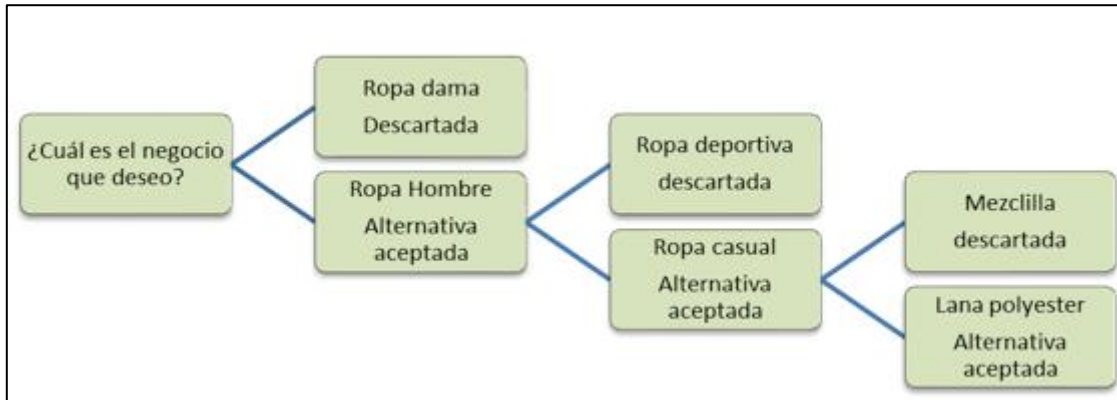 ¿Cuál es el negocio
que deseo?
Ropa dama
Descartada
Ropa Hombre
Alternativa
aceptada
Ropa deportiva
descartada
Ropa casual
Alternativa
aceptada
Mezclilla
descartada
Lana polyester
Alternativa
aceptada